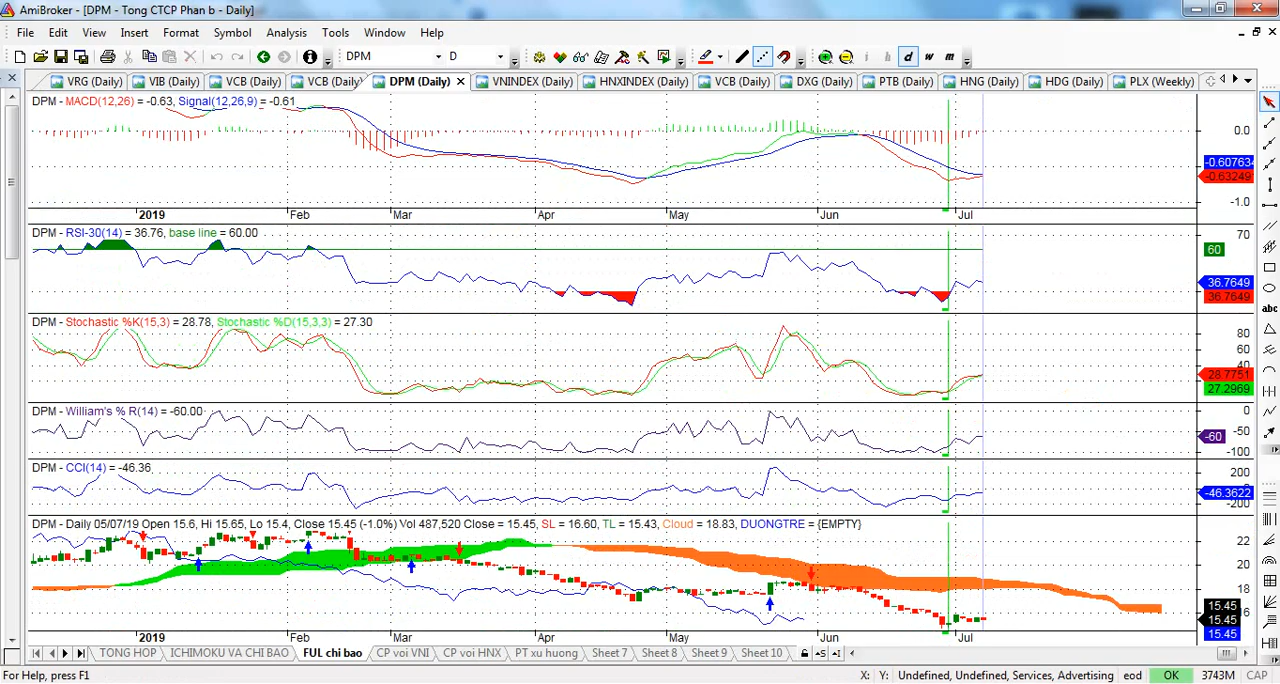 AmiBroker - [DPM - Tong CTCP Phan b - Daily]
File Edit View Insert Format Symbol Analysis Tools Window Help
DPM D i h d w m
VRG (Daily) VIB (Daily) VCB (Daily) VCB (Daily) DPM (Daily) VNINDEX (Daily) HNXINDEX (Daily) VCB (Daily) DXG (Daily) PTB (Daily) HNG (Daily) HDG (Daily) PLX (Weekly)
DPM - MACD(12,26) = -0.63, Signal(12,26,9) = -0.61
0.0
-0.607634
-0.63249
-1.0
2019 Feb Mar Apr May Jun Jul
DPM - RSI-30(14) = 36.76, base line = 60.00
70
60
36.7649
36.7649
DPM - Stochastic %K(15,3) = 28.78, Stochastic %D(15,3,3) = 27.30
80
60
40
28.7751
27.2969
DPM - William's % R(14) = -60.00
0
-50
-60
-100
DPM - CCI(14) = -46.36
200
-46.3622
-200
DPM - Daily 05/07/19 Open 15.6, Hi 15.65, Lo 15.4, Close 15.45 (-1.0%) Vol 487,520 Close = 15.45, SL = 16.60, TL = 15.43, Cloud = 18.83, DUONGTRE = {EMPTY}
22
20
18
16
15.45
15.45
15.45
2019 Feb Mar Apr May Jun Jul
abc
TONG HOP ICHIMOKU VA CHI BAO FUL chi bao CP voi VNI CP voi HNX PT xu huong Sheet 7 Sheet 8 Sheet 9 Sheet 10
For Help, press F1 X: Y: Undefined, Undefined, Services, Advertising eod OK 3743M CAP